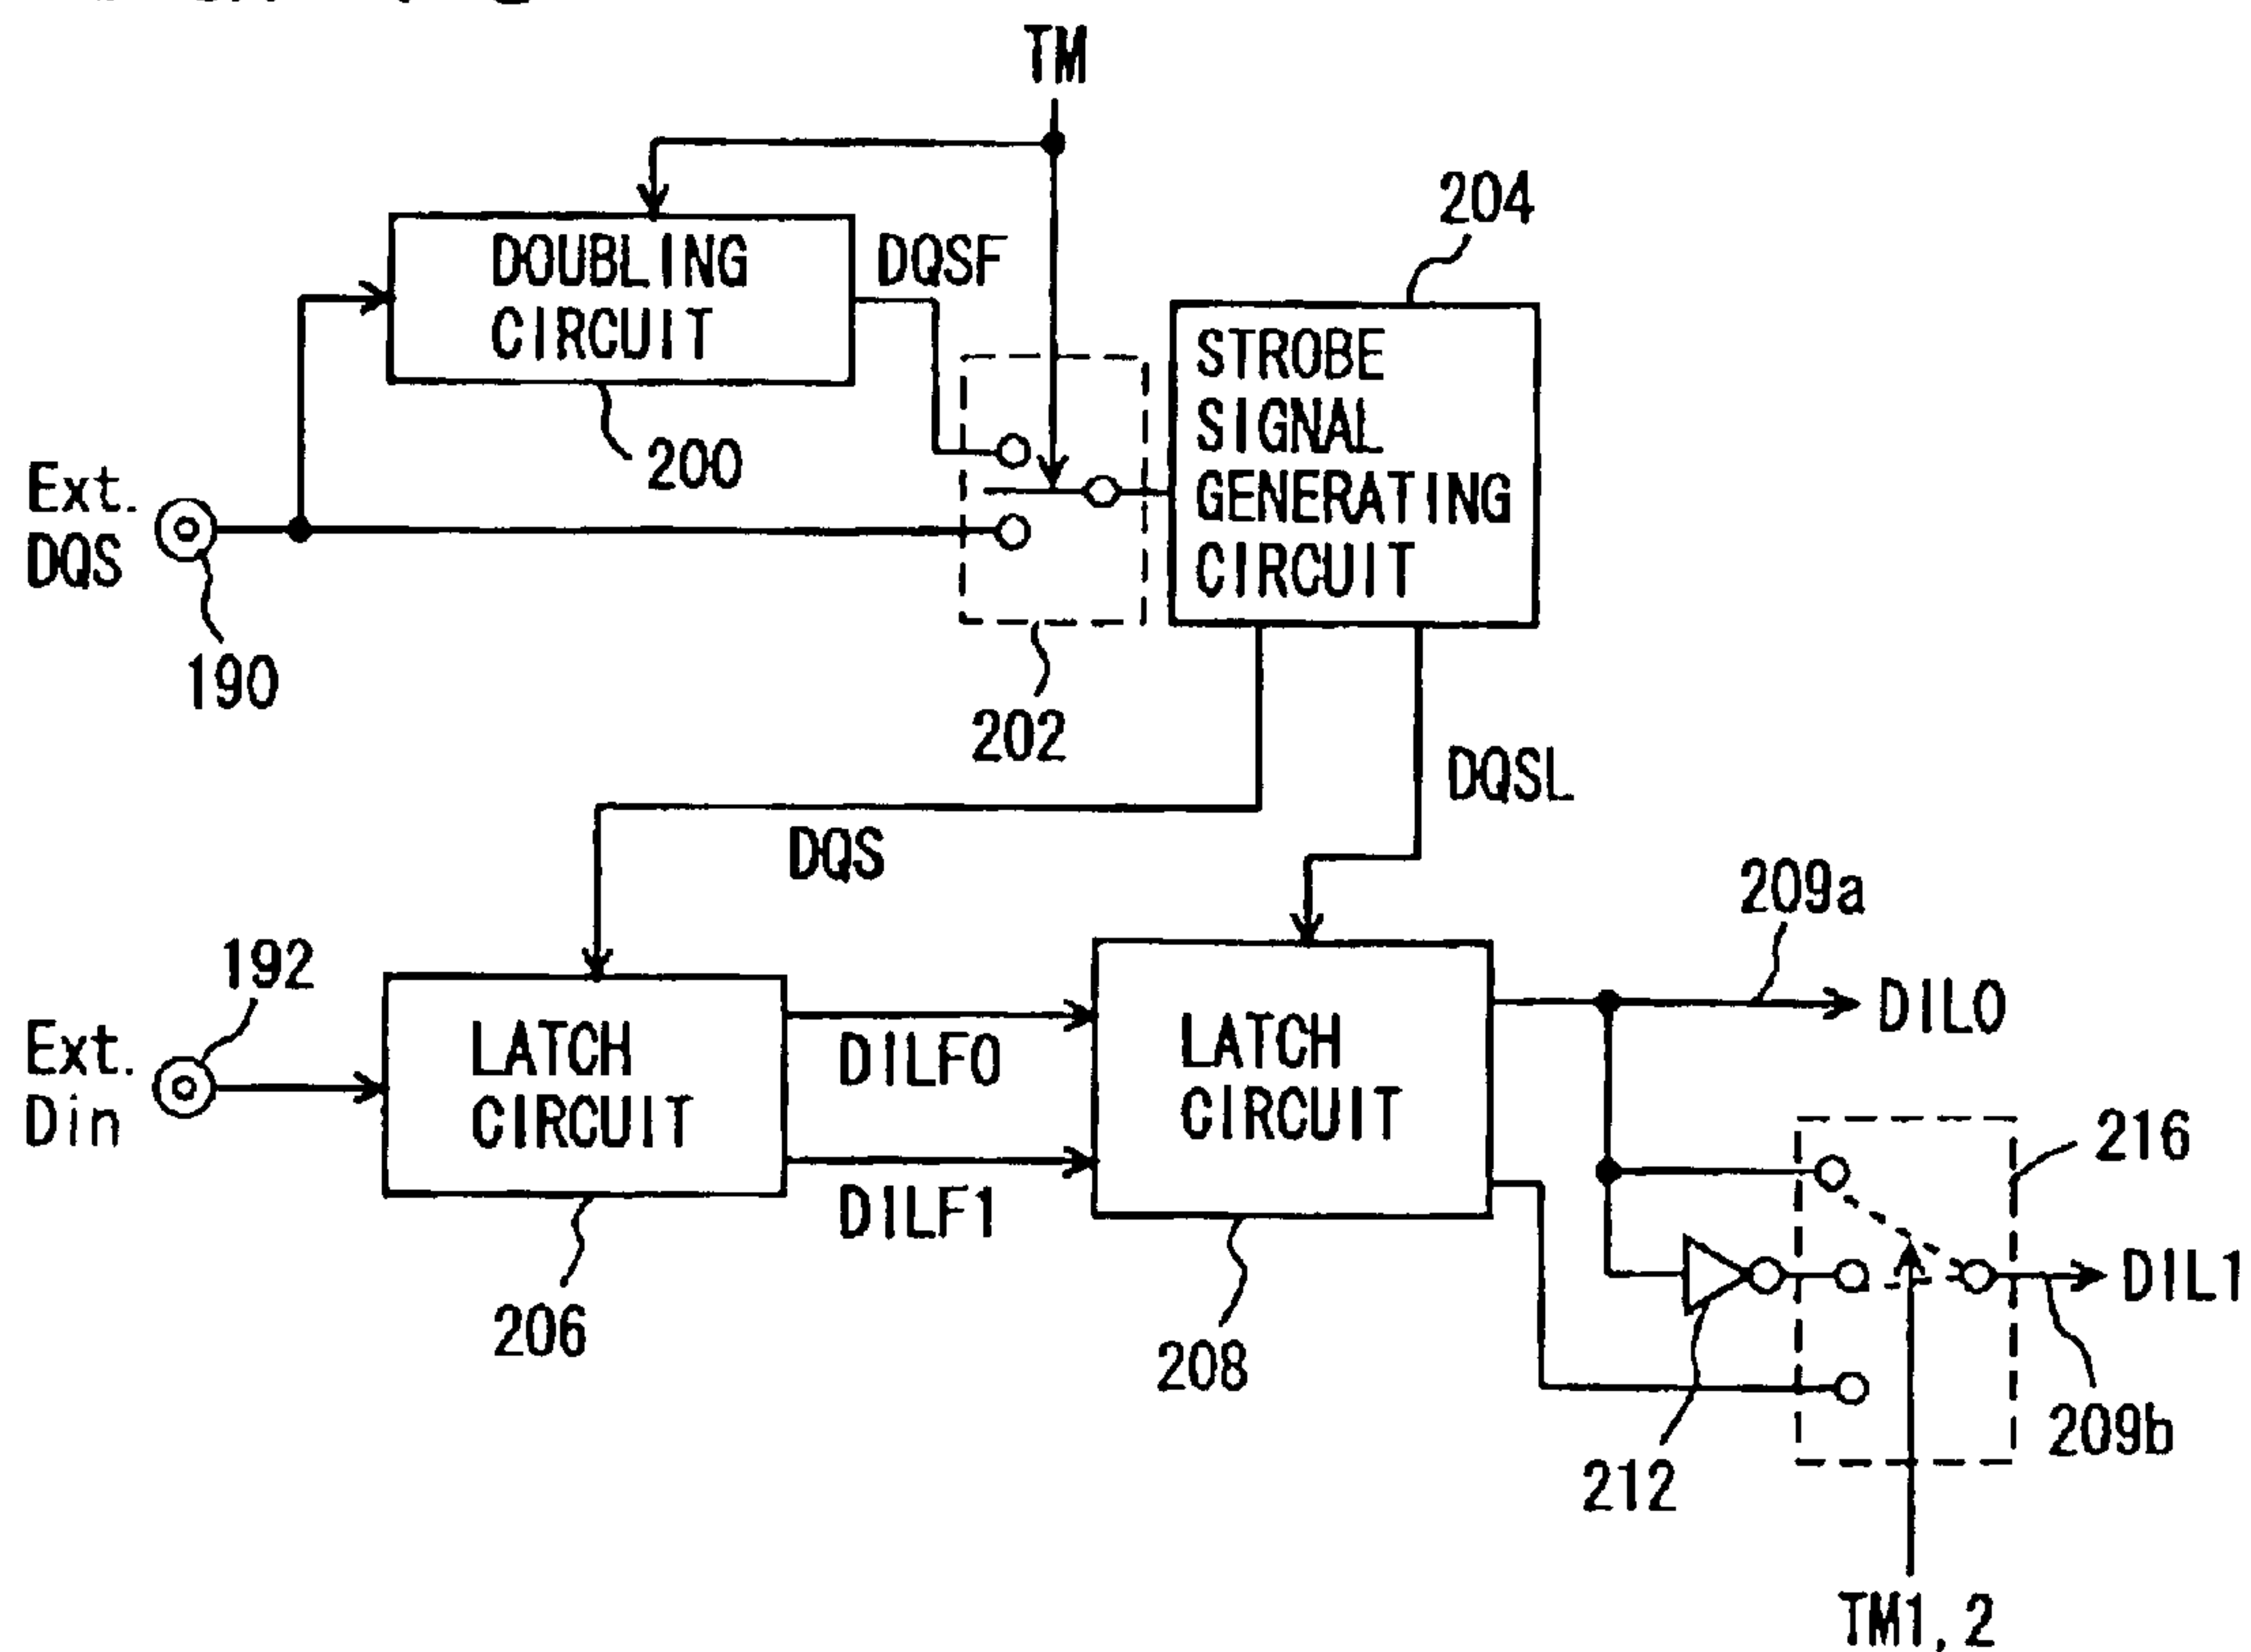 TM
204
DOUBLING
CIRCUIT
DQSF
STROBE
SIGNAL
GENERATING
CIRCUIT
200
Ext.
DQS
190
202
DQSL
DQS
209a
192
DIL0
Ext.
Din
LATCH
CIRCUIT
DILF0
LATCH
CIRCUIT
216
DILF1
DIL1
206
208
209b
212
TM1, 2